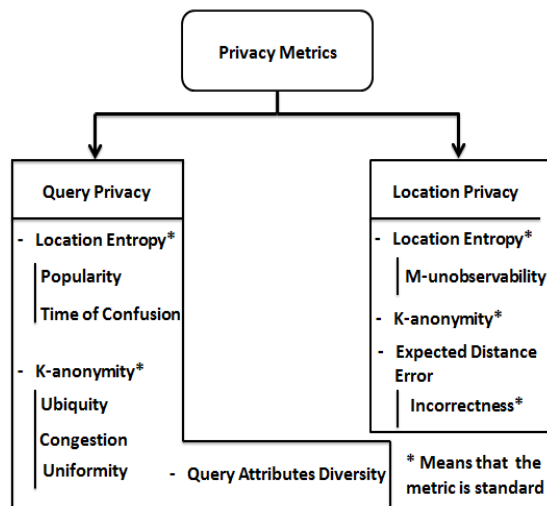 Privacy Metrics
Query Privacy
- Location Entropy*
Popularity
Time of Confusion
- K-anonymity*
Ubiquity
Congestion
Uniformity
- Query Attributes Diversity
Location Privacy
- Location Entropy*
M-unobservability
- K-anonymity*
- Expected Distance
Error
Incorrectness*
* Means that the
metric is standard